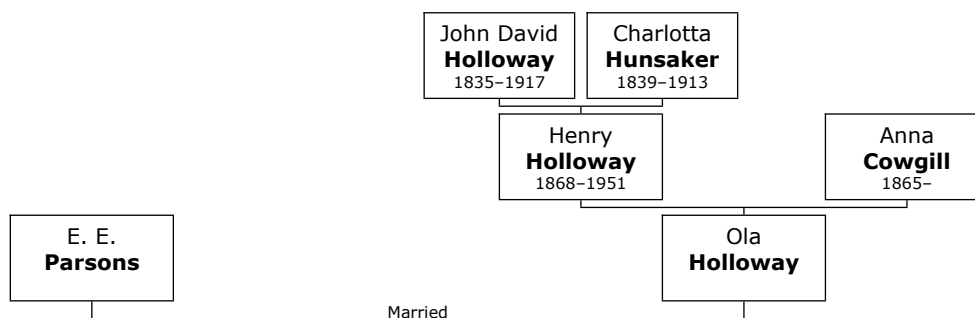 John David
Holloway
1835–1917
Charlotta
Hunsaker
1839–1913
Henry
Holloway
1868–1951
Anna
Cowgill
1865–
E. E.
Parsons
Ola
Holloway
Married